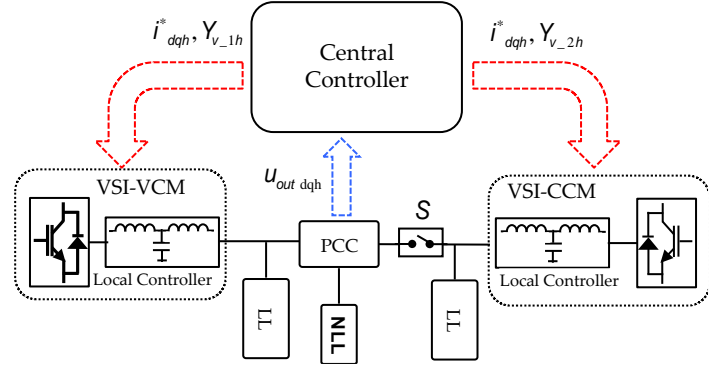 i*dqh, Yv_1h
Central
Controller
i*dqh, Yv_2h
uout dqh
VSI-VCM
Local Controller
LL
PCC
NLL
S
LL
VSI-CCM
Local Controller